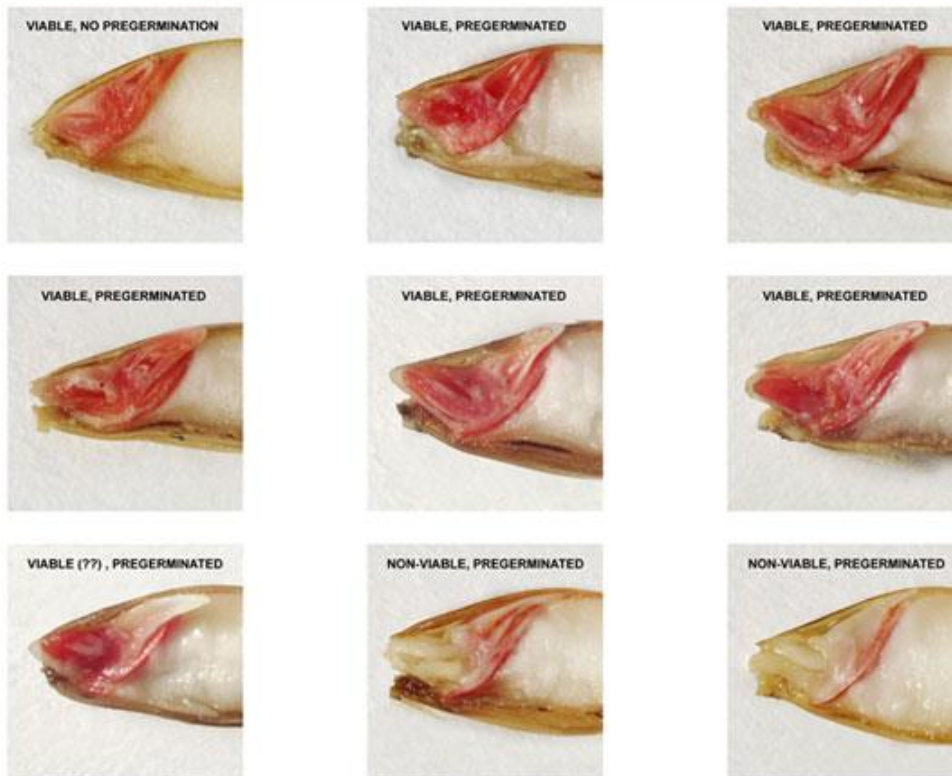 VIABLE, NO PREGERMINATION
VIABLE, PREGERMINATED
VIABLE, PREGERMINATED
VIABLE, PREGERMINATED
VIABLE, PREGERMINATED
VIABLE, PREGERMINATED
VIABLE (??) , PREGERMINATED
NON-VIABLE, PREGERMINATED
NON-VIABLE, PREGERMINATED